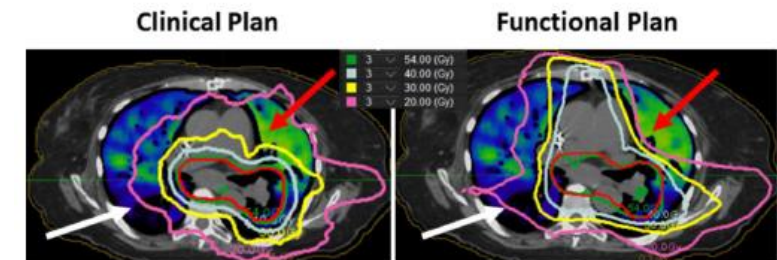 Clinical Plan
Functional Plan
3 54.00 (Gy)
3 40.00 (Gy)
3 30.00 (Gy)
3 20.00 (Gy)